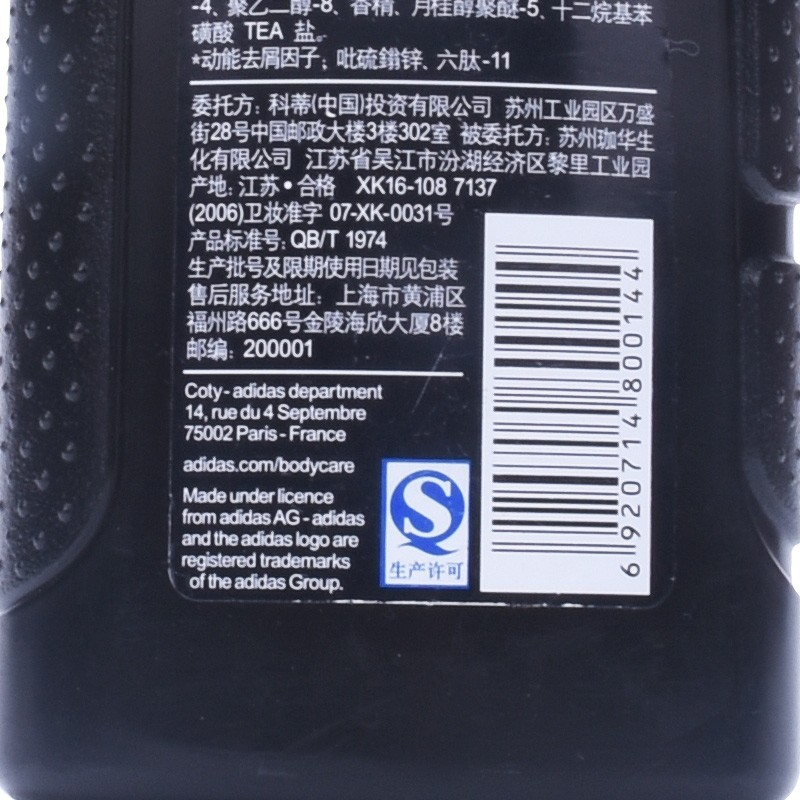 -4、聚乙二醇-8、香精、月桂醇聚醚-5、十二烷基苯
磺酸 TEA 盐。
*动能去屑因子：吡硫鎓锌、六肽-11
委托方：科蒂(中国)投资有限公司 苏州工业园区万盛
街28号中国邮政大楼3楼302室 被委托方：苏州珈华生
化有限公司 江苏省吴江市汾湖经济区黎里工业园
产地：江苏•合格 XK16-108 7137
(2006)卫妆准字 07-XK-0031号
产品标准号：QB/T 1974
生产批号及限期使用日期见包装
售后服务地址：上海市黄浦区
福州路666号金陵海欣大厦8楼
邮编：200001
Coty - adidas department
14, rue du 4 Septembre
75002 Paris - France
adidas.com/bodycare
Made under licence
from adidas AG - adidas
and the adidas logo are
registered trademarks
of the adidas Group.
生产许可
6 920714 800144